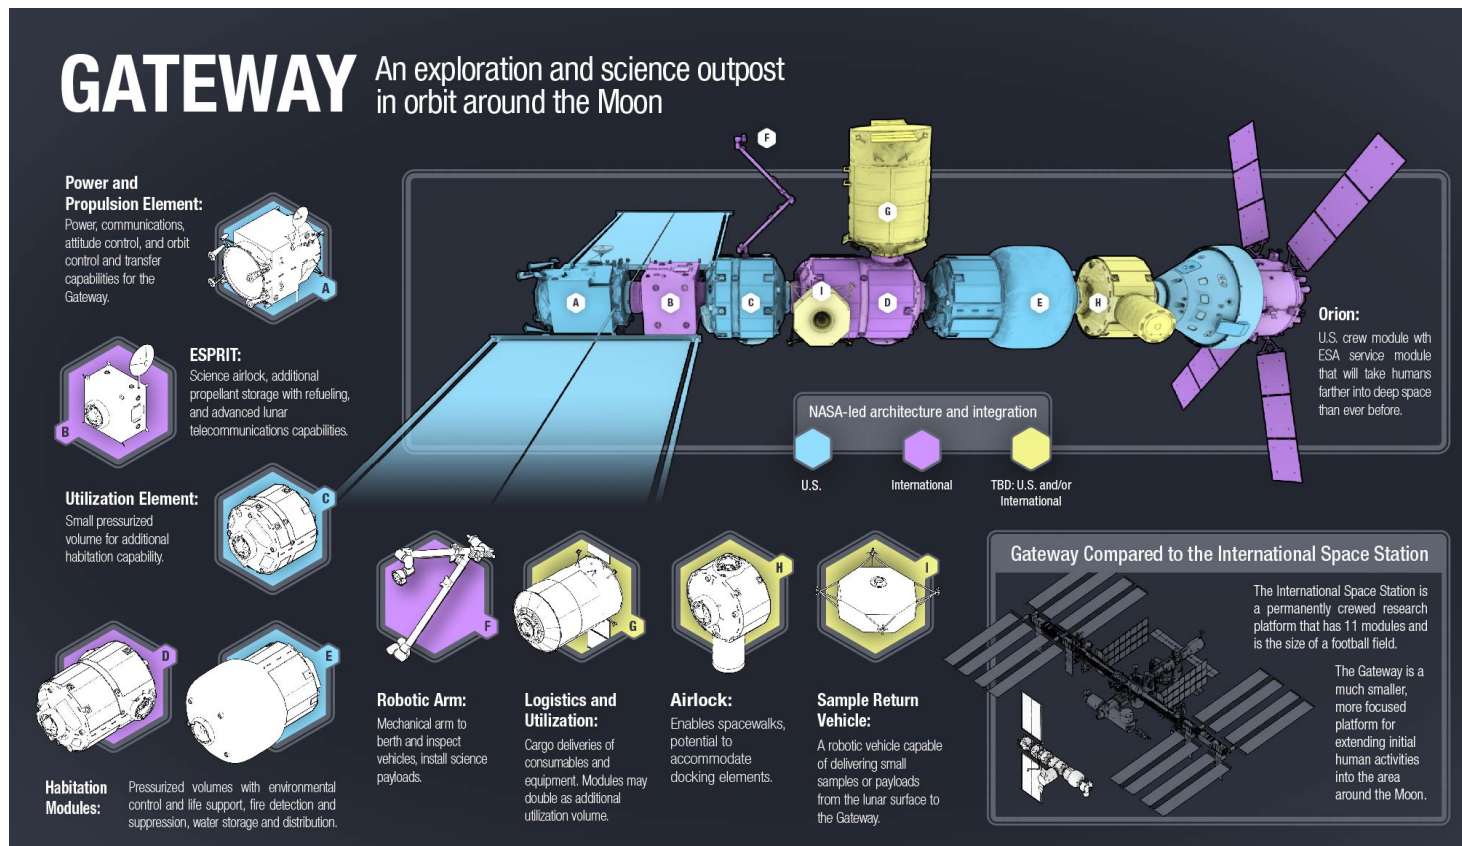 GATEWAY
An exploration and science outpost
in orbit around the Moon
Power and
Propulsion Element:
Power, communications,
attitude control, and orbit
control and transfer
capabilities for the
Gateway.
A
ESPRIT:
Science airlock, additional
propellant storage with refueling,
and advanced lunar
telecommunications capabilities.
B
Utilization Element:
Small pressurized
volume for additional
habitation capability.
C
D
E
Habitation
Modules:
Pressurized volumes with environmental
control and life support, fire detection and
suppression, water storage and distribution.
F
G
A
B
C
I
D
E
H
Orion:
U.S. crew module wth
ESA service module
that will take humans
farther into deep space
than ever before.
NASA-led architecture and integration
U.S.
International
TBD: U.S. and/or
International
F
Robotic Arm:
Mechanical arm to
berth and inspect
vehicles, install science
payloads.
G
Logistics and
Utilization:
Cargo deliveries of
consumables and
equipment. Modules may
double as additional
utilization volume.
H
Airlock:
Enables spacewalks,
potential to
accommodate
docking elements.
I
Sample Return
Vehicle:
A robotic vehicle capable
of delivering small
samples or payloads
from the lunar surface to
the Gateway.
Gateway Compared to the International Space Station
The International Space Station is
a permanently crewed research
platform that has 11 modules and
is the size of a football field.
The Gateway is a
much smaller,
more focused
platform for
extending initial
human activities
into the area
around the Moon.